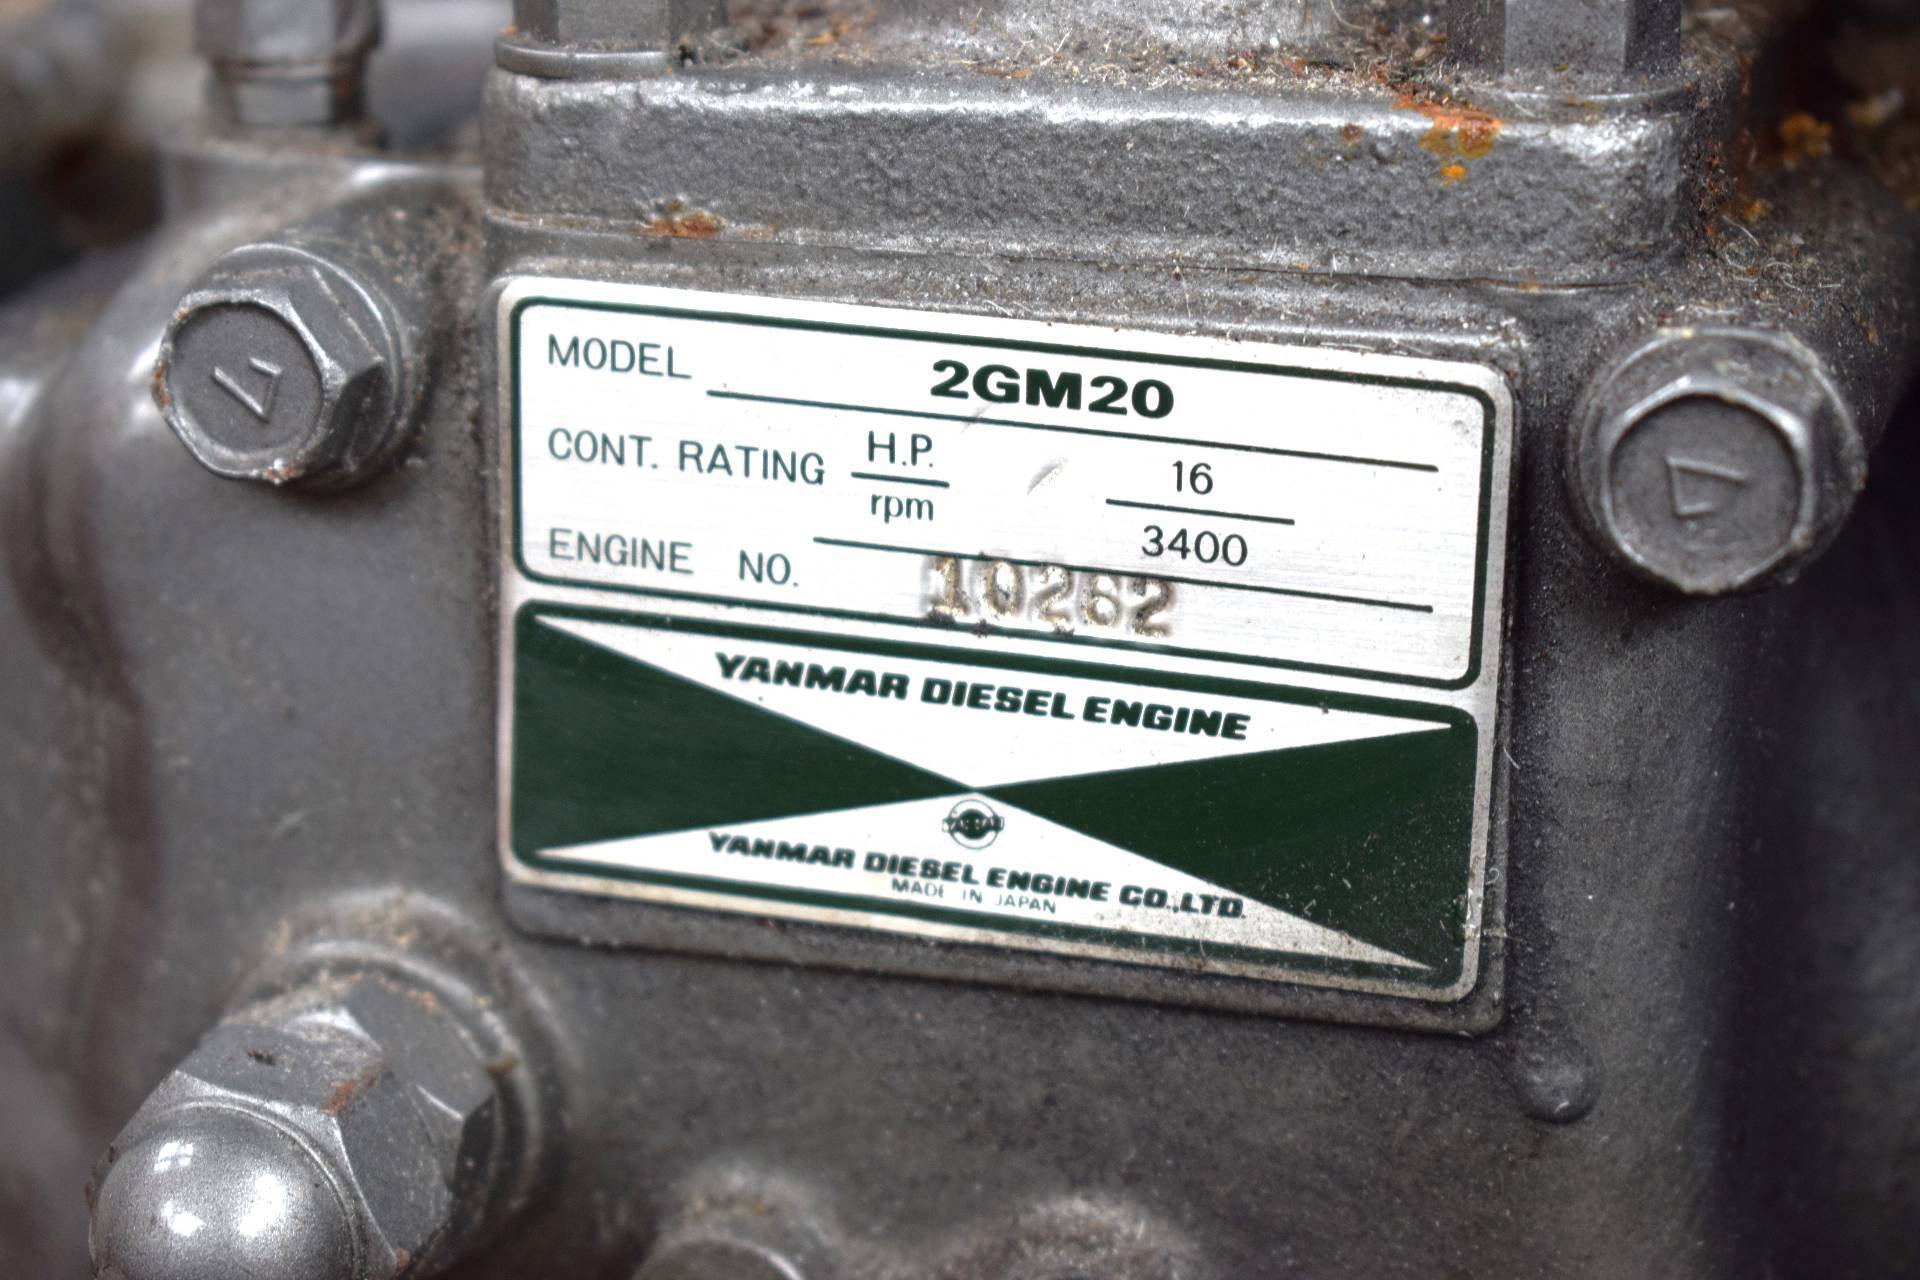 MODEL 2GM20
CONT. RATING H.P. 16
rpm 3400
ENGINE NO. 10262
YANMAR DIESEL ENGINE
YANMAR
YANMAR DIESEL ENGINE CO.,LTD.
MADE IN JAPAN